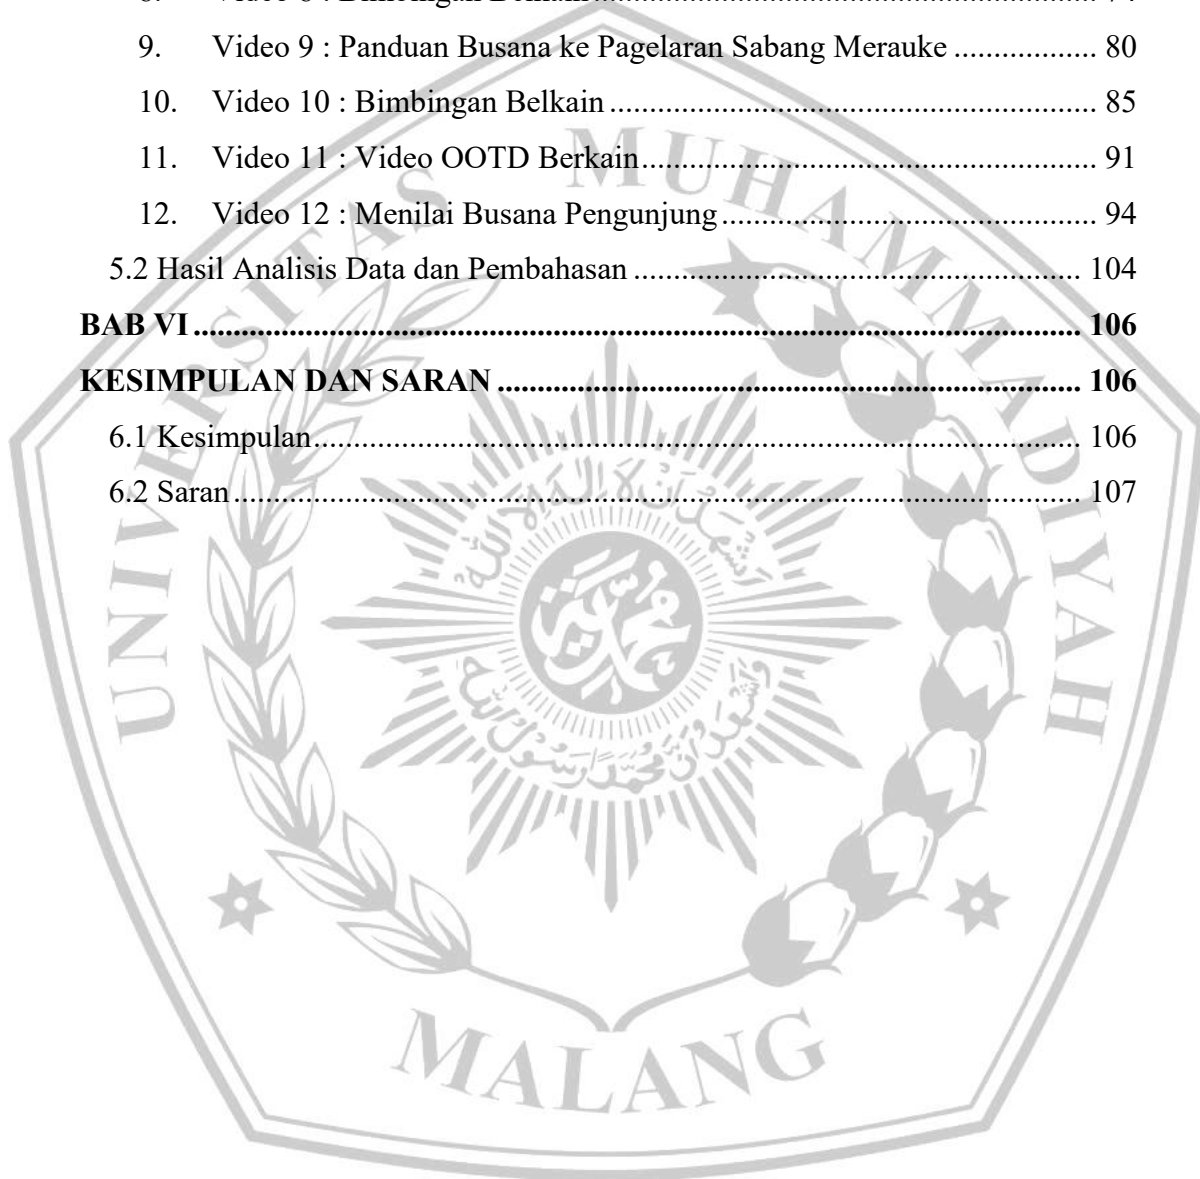 9. Video 9 : Panduan Busana ke Pagelaran Sabang Merauke ................. 80
10. Video 10 : Bimbingan Belkain ............................................................. 85
11. Video 11 : Video OOTD Berkain......................................................... 91
12. Video 12 : Menilai Busana Pengunjung............................................... 94
5.2 Hasil Analisis Data dan Pembahasan ........................................................ 104
BAB VI ................................................................................................................ 106
KESIMPULAN DAN SARAN .......................................................................... 106
6.1 Kesimpulan................................................................................................. 106
6.2 Saran ........................................................................................................... 107
UNIVERSITAS MUHAMMADIYAH
MALANG